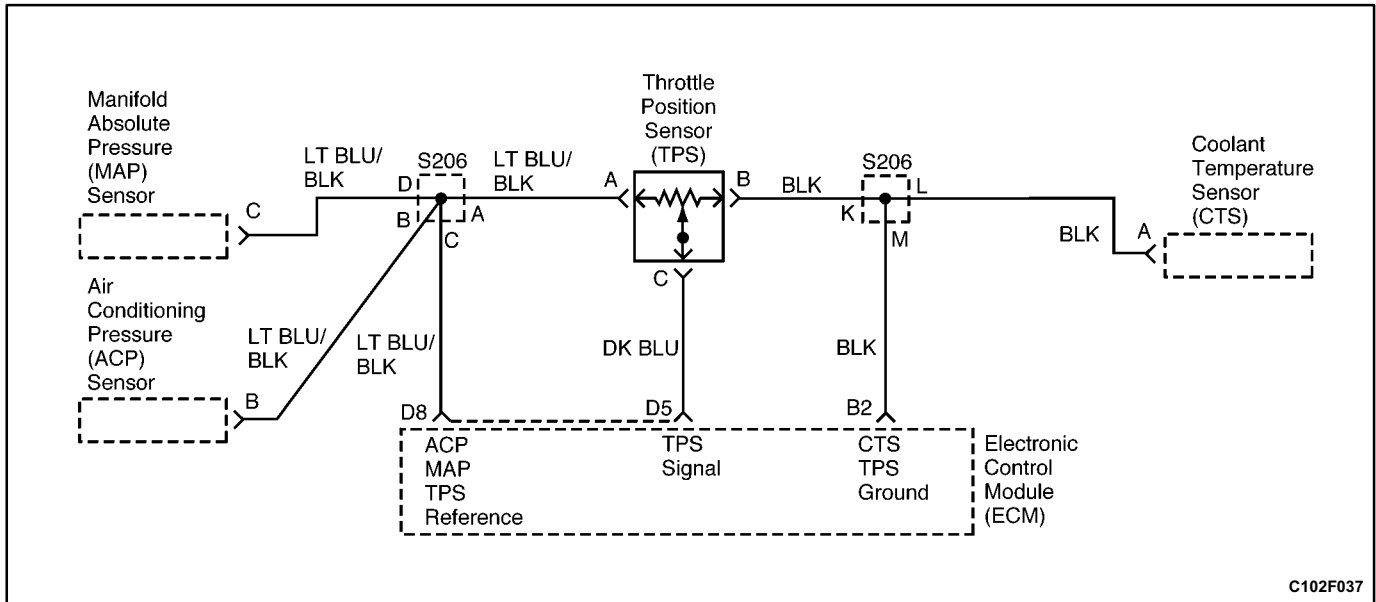 Manifold
Absolute
Pressure
(MAP)
Sensor
C
LT BLU/
BLK
D
S206
B
A
C
LT BLU/
BLK
Throttle
Position
Sensor
(TPS)
A
B
C
BLK
S206
K
L
M
BLK
Coolant
Temperature
Sensor
(CTS)
A
Air
Conditioning
Pressure
(ACP)
Sensor
B
LT BLU/
BLK
LT BLU/
BLK
DK BLU
BLK
D8
D5
B2
ACP
MAP
TPS
Reference
TPS
Signal
CTS
TPS
Ground
Electronic
Control
Module
(ECM)
C102F037